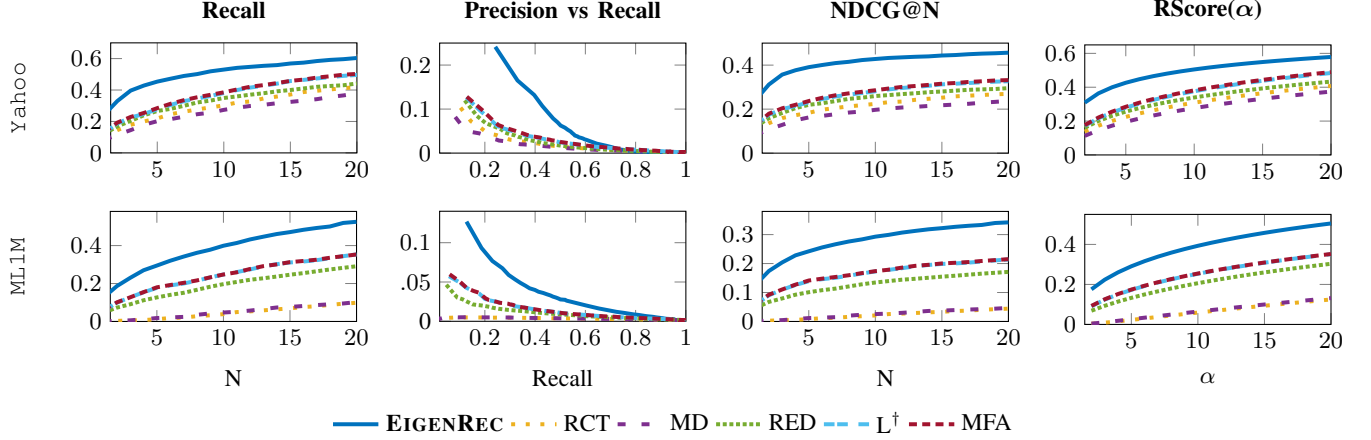 Recall Precision vs Recall NDCG@N RScore(α)
Yahoo
0.6
0.4
0.2
0
5 10 15 20
0.2
0.1
0
0.2 0.4 0.6 0.8 1
0.4
0.2
0
5 10 15 20
0.6
0.4
0.2
0
5 10 15 20
ML1M
0.4
0.2
0
5 10 15 20
N
0.1
.05
0
0.2 0.4 0.6 0.8 1
Recall
0.3
0.2
0.1
0
5 10 15 20
N
0.4
0.2
0
5 10 15 20
α
EIGENREC RCT MD RED L† MFA